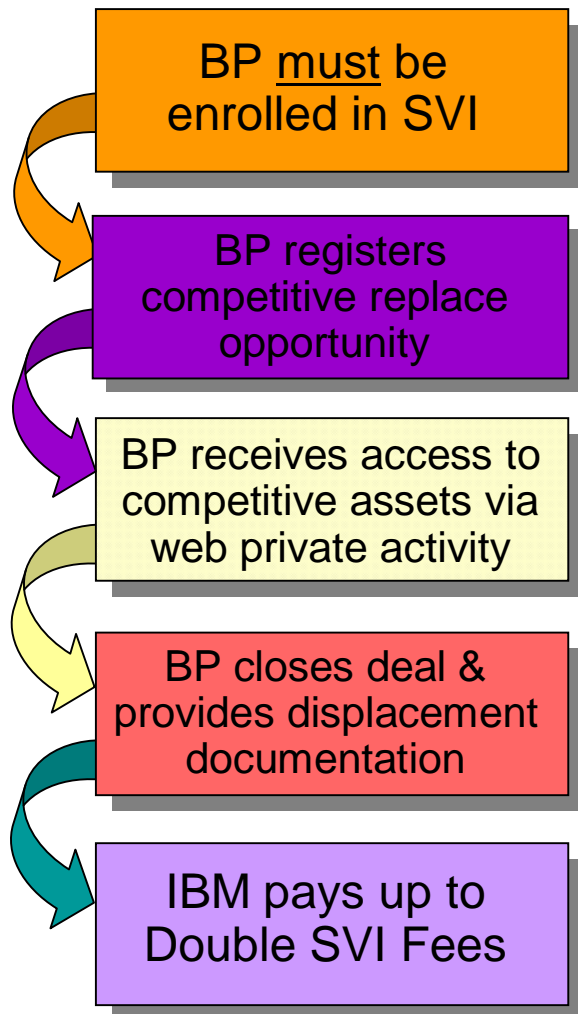 BP must be
enrolled in SVI
BP registers
competitive replace
opportunity
BP receives access to
competitive assets via
web private activity
BP closes deal &
provides displacement
documentation
IBM pays up to
Double SVI Fees